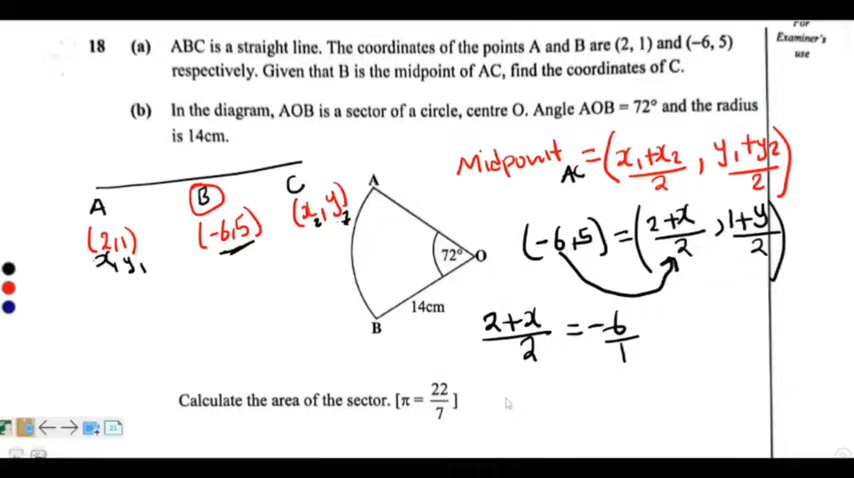 For
Examiner's
use
18 (a) ABC is a straight line. The coordinates of the points A and B are (2, 1) and (−6, 5)
respectively. Given that B is the midpoint of AC, find the coordinates of C.
(b) In the diagram, AOB is a sector of a circle, centre O. Angle AOB = 72° and the radius
is 14cm.
Midpoint AC = (x₁+x₂/2 , y₁+y₂/2)
A B C
(2,1) (-6,5) (x₂, y₂)
x₁ y₁
A
72° O
14cm
B
(-6,5) = (2+x/2 , 1+y/2)
2+x/2 = -6/1
Calculate the area of the sector. [π = 22/7]
21